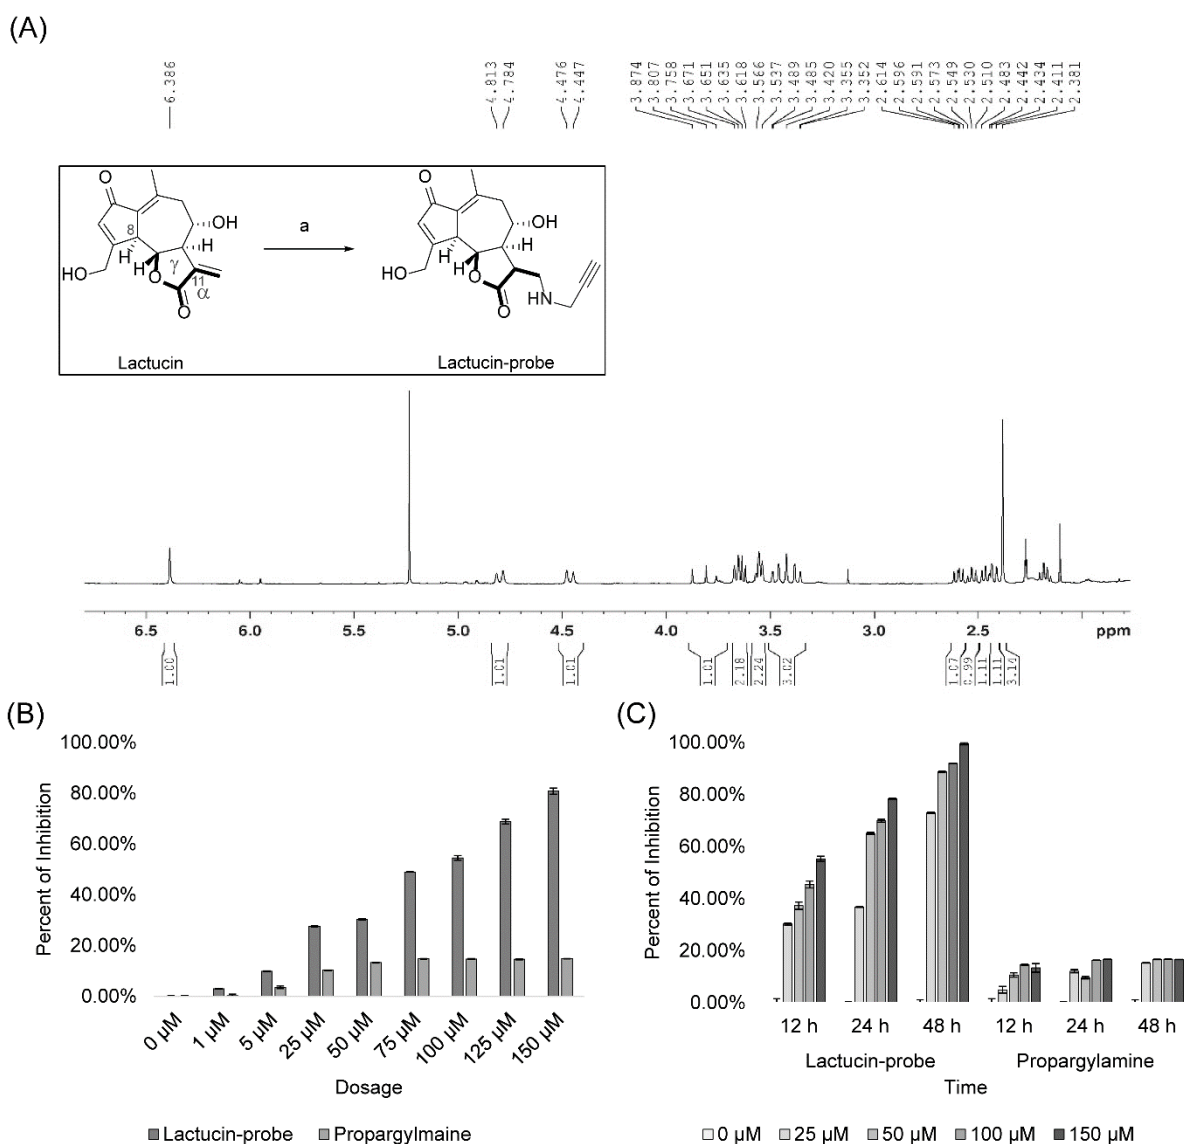 (A)
6.386
4.813
4.784
4.476
4.447
3.874
3.807
3.758
3.671
3.651
3.635
3.618
3.566
3.537
3.489
3.485
3.420
3.355
3.352
2.614
2.596
2.591
2.573
2.549
2.530
2.510
2.483
2.442
2.434
2.411
2.381
O
OH
8
H
H
γ
HO
O
11
α
O
Lactucin
a
O
OH
H
H
HO
O
O
HN
Lactucin-probe
6.5 6.0 5.5 5.0 4.5 4.0 3.5 3.0 2.5 ppm
1.00
1.01
1.01
1.01
2.18
2.24
3.02
1.07
0.99
1.11
1.11
3.14
(B)
100.00%
80.00%
60.00%
40.00%
20.00%
0.00%
Percent of Inhibition
0 µM 1 µM 5 µM 25 µM 50 µM 75 µM 100 µM 125 µM 150 µM
Dosage
Lactucin-probe Propargylmaine
(C)
100.00%
80.00%
60.00%
40.00%
20.00%
0.00%
Percent of Inhibition
12 h 24 h 48 h 12 h 24 h 48 h
Lactucin-probe Propargylamine
Time
0 µM 25 µM 50 µM 100 µM 150 µM